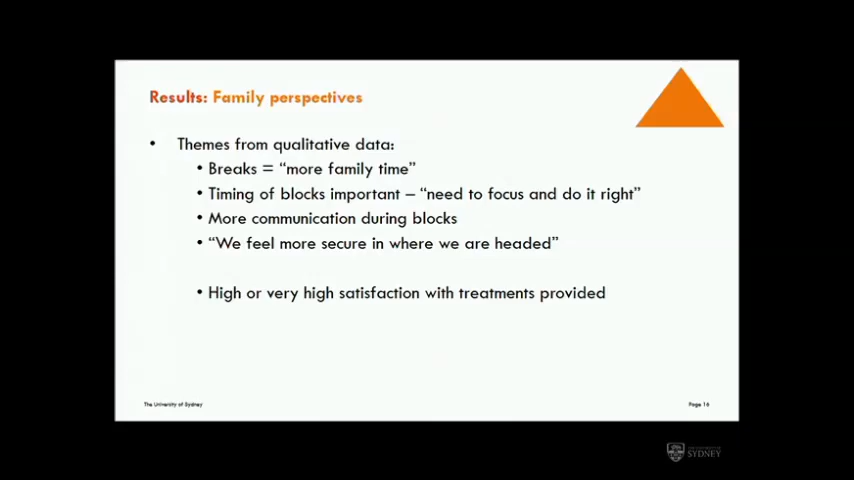 Results: Family perspectives
• Themes from qualitative data:
• Breaks = “more family time”
• Timing of blocks important – “need to focus and do it right”
• More communication during blocks
• “We feel more secure in where we are headed”
• High or very high satisfaction with treatments provided
The University of Sydney
Page 16
SYDNEY